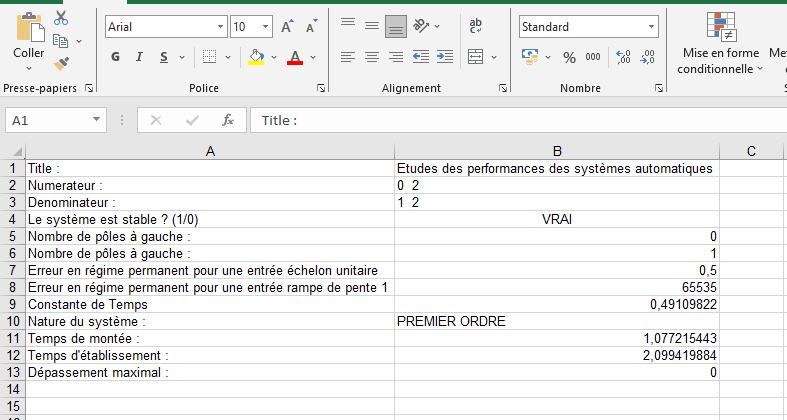 Coller
Presse-papiers
Arial
10
A
A
G
I
S
A
Police
ab
Alignement
Standard
%
000
Nombre
Mise en forme
conditionnelle
A1
fx
Title :
A
B
C
1 Title : Etudes des performances des systèmes automatiques
2 Numerateur : 0 2
3 Denominateur : 1 2
4 Le système est stable ? (1/0) VRAI
5 Nombre de pôles à gauche : 0
6 Nombre de pôles à gauche : 1
7 Erreur en régime permanent pour une entrée échelon unitaire 0,5
8 Erreur en régime permanent pour une entrée rampe de pente 1 65535
9 Constante de Temps 0,49109822
10 Nature du système : PREMIER ORDRE
11 Temps de montée : 1,077215443
12 Temps d'établissement : 2,099419884
13 Dépassement maximal : 0
14
15